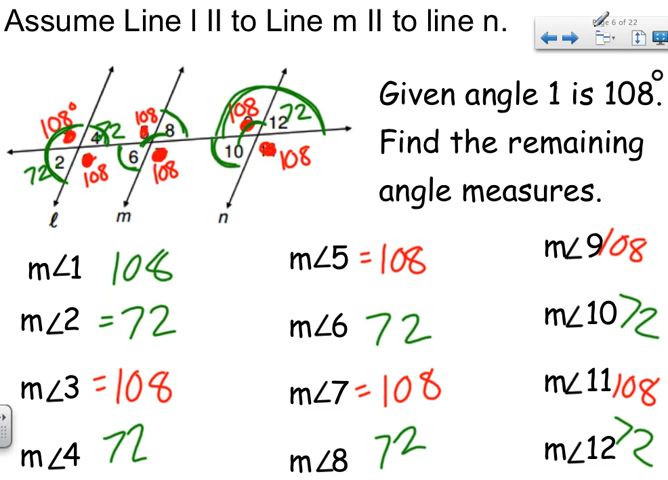 Assume Line l II to Line m II to line n.
Page 6 of 22
Given angle 1 is 108°.
Find the remaining
angle measures.
108°
4 72
2
72
108
108
8
6
108
108
12 72
10
108
l
m
n
m∠1 108
m∠5 = 108
m∠9 108
m∠2 = 72
m∠6 72
m∠10 72
m∠3 = 108
m∠7 = 108
m∠11 108
m∠4 72
m∠8 72
m∠12 72